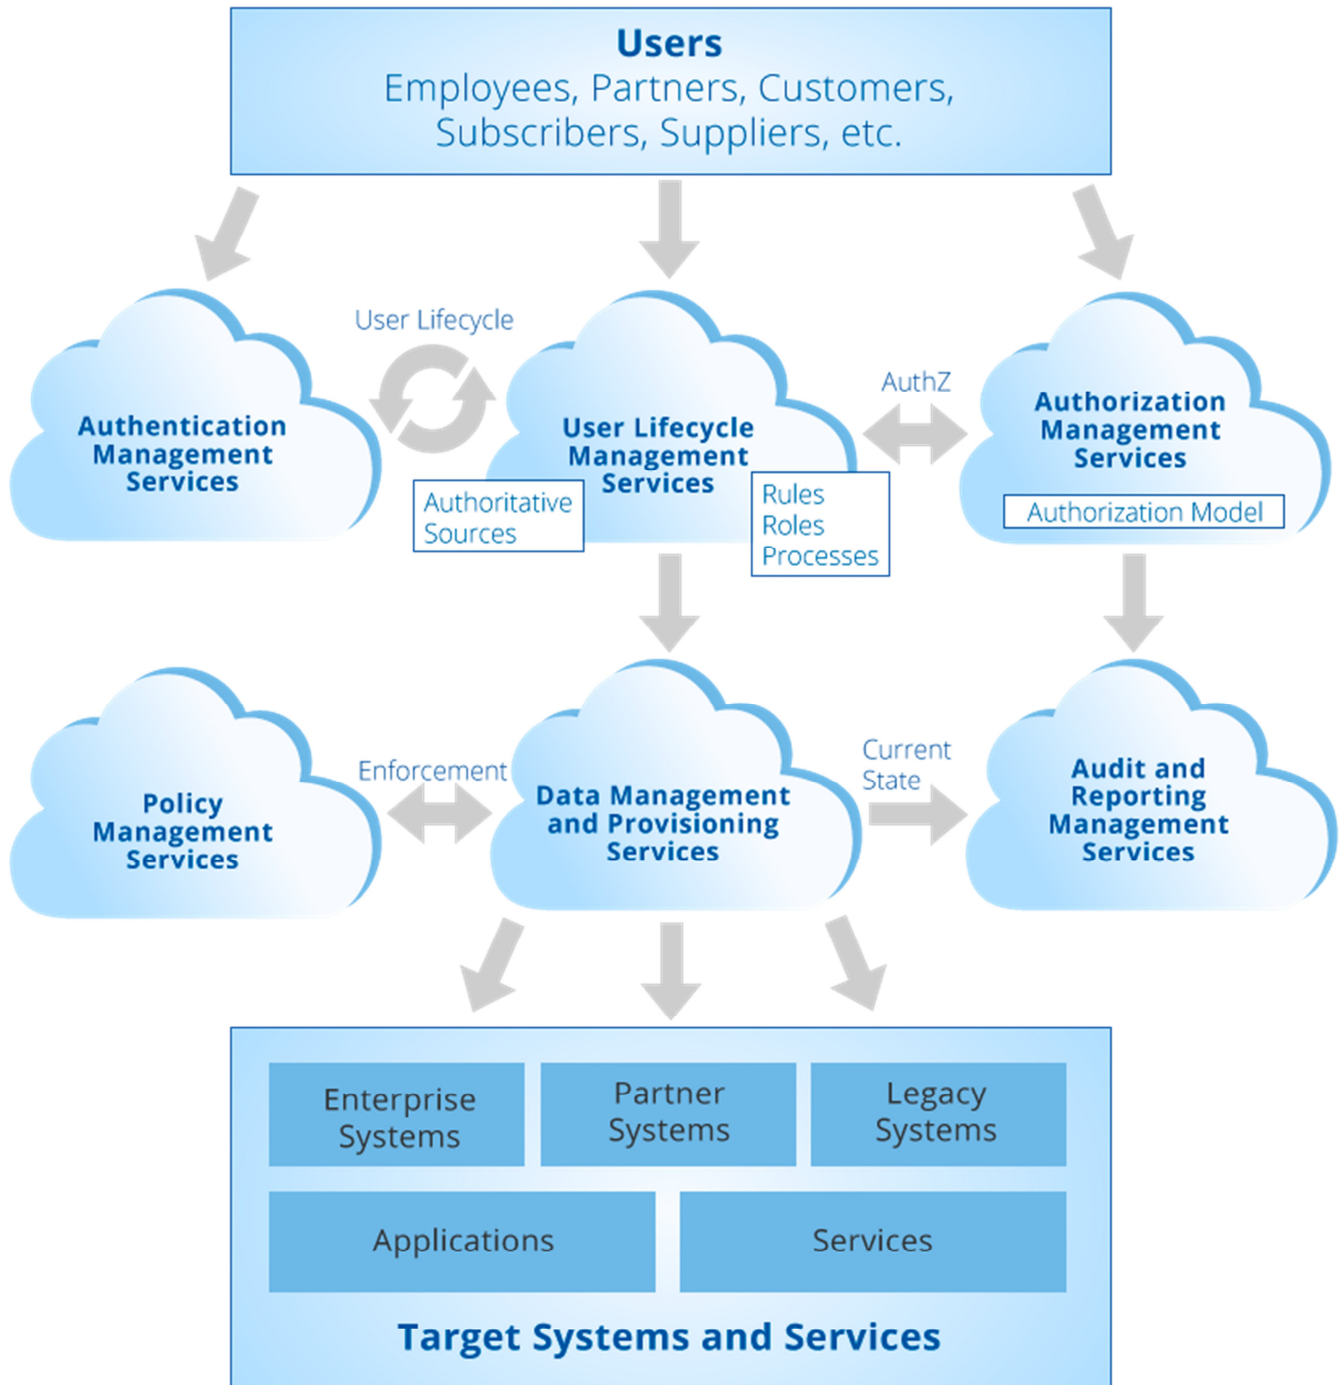 Users
Employees, Partners, Customers,
Subscribers, Suppliers, etc.
User Lifecycle
Authentication
Management
Services
User Lifecycle
Management
Services
Authoritative
Sources
Rules
Roles
Processes
AuthZ
Authorization
Management
Services
Authorization Model
Policy
Management
Services
Enforcement
Data Management
and Provisioning
Services
Current
State
Audit and
Reporting
Management
Services
Enterprise
Systems
Partner
Systems
Legacy
Systems
Applications
Services
Target Systems and Services